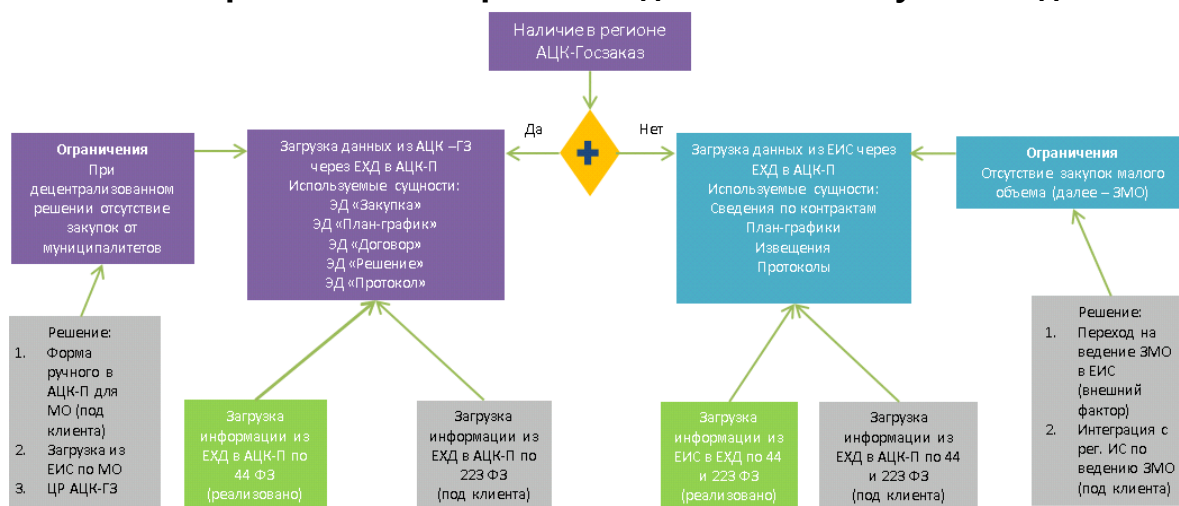 Наличие в регионе
АЦК-Госзаказ
Да
Нет
Ограничения
При
децентрализованном
решении отсутствие
закупок от
муниципалитетов
Загрузка данных из АЦК –ГЗ
через ЕХД в АЦК-П
Используемые сущности:
ЭД «Закупка»
ЭД «План-график»
ЭД «Договор»
ЭД «Решение»
ЭД «Протокол»
Загрузка данных из ЕИС через
ЕХД в АЦК-П
Используемые сущности:
Сведения по контрактам
План-графики
Извещения
Протоколы
Ограничения
Отсутствие закупок малого
объема (далее – ЗМО)
Решение:
1. Форма
ручного в
АЦК-П для
МО (под
клиента)
2. Загрузка из
ЕИС по МО
3. ЦР АЦК-ГЗ
Загрузка
информации из
ЕХД в АЦК-П по
44 ФЗ
(реализовано)
Загрузка
информации из
ЕХД в АЦК-П по
223 ФЗ
(под клиента)
Загрузка
информации из
ЕИС в ЕХД по 44
и 223 ФЗ
(реализовано)
Загрузка
информации из
ЕХД в АЦК-П по 44
и 223 ФЗ
(под клиента)
Решение:
1. Переход на
ведение ЗМО
в ЕИС
(внешний
фактор)
2. Интеграция с
рег. ИС по
ведению ЗМО
(под клиента)